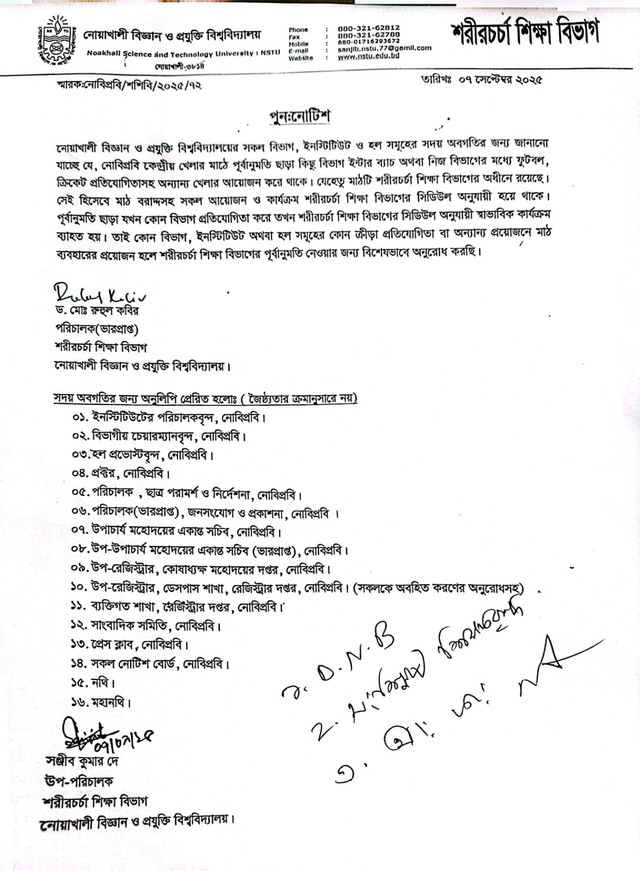 নোয়াখালী বিজ্ঞান ও প্রযুক্তি বিশ্ববিদ্যালয়
Noakhali Science and Technology University : NSTU
নোয়াখালী-৩৮১৪
Phone : 880-321-62812
Fax : 880-321-62788
Mobile : 880-01716293672
E-mail : sanjib.nstu.77@gmail.com
Website : www.nstu.edu.bd
শরীরচর্চা শিক্ষা বিভাগ
স্মারক:নোবিপ্রবি/শশিবি/২০২৫/৭২
তারিখঃ ০৭ সেপ্টেম্বর ২০২৫
পুনঃনোটিশ
নোয়াখালী বিজ্ঞান ও প্রযুক্তি বিশ্ববিদ্যালয়ের সকল বিভাগ, ইনস্টিটিউট ও হল সমূহের সদয় অবগতির জন্য জানানো
যাচ্ছে যে, নোবিপ্রবি কেন্দ্রীয় খেলার মাঠে পূর্বানুমতি ছাড়া কিছু বিভাগ ইন্টার ব্যাচ অথবা নিজ বিভাগের মধ্যে ফুটবল,
ক্রিকেট প্রতিযোগিতাসহ অন্যান্য খেলার আয়োজন করে থাকে। যেহেতু মাঠটি শরীরচর্চা শিক্ষা বিভাগের অধীনে রয়েছে।
সেই হিসেবে মাঠ বরাদ্দসহ সকল আয়োজন ও কার্যক্রম শরীরচর্চা শিক্ষা বিভাগের সিডিউল অনুযায়ী হয়ে থাকে।
পূর্বানুমতি ছাড়া যখন কোন বিভাগ প্রতিযোগিতা করে তখন শরীরচর্চা শিক্ষা বিভাগের সিডিউল অনুযায়ী স্বাভাবিক কার্যক্রম
ব্যাহত হয়। তাই কোন বিভাগ, ইনস্টিটিউট অথবা হল সমূহের কোন ক্রীড়া প্রতিযোগিতা বা অন্যান্য প্রয়োজনে মাঠ
ব্যবহারের প্রয়োজন হলে শরীরচর্চা শিক্ষা বিভাগের পূর্বানুমতি নেওয়ার জন্য বিশেষভাবে অনুরোধ করছি।
ড. মোঃ রুহুল কবির
পরিচালক(ভারপ্রাপ্ত)
শরীরচর্চা শিক্ষা বিভাগ
নোয়াখালী বিজ্ঞান ও প্রযুক্তি বিশ্ববিদ্যালয়।
সদয় অবগতির জন্য অনুলিপি প্রেরিত হলোঃ ( জৈষ্ঠ্যতার ক্রমানুসারে নয়)
০১. ইনস্টিটিউটের পরিচালকবৃন্দ, নোবিপ্রবি।
০২. বিভাগীয় চেয়ারম্যানবৃন্দ, নোবিপ্রবি।
০৩. হল প্রভোস্টবৃন্দ, নোবিপ্রবি।
০৪. প্রক্টর, নোবিপ্রবি।
০৫. পরিচালক , ছাত্র পরামর্শ ও নির্দেশনা, নোবিপ্রবি।
০৬. পরিচালক(ভারপ্রাপ্ত), জনসংযোগ ও প্রকাশনা, নোবিপ্রবি ।
০৭. উপাচার্য মহোদয়ের একান্ত সচিব, নোবিপ্রবি।
০৮. উপ-উপাচার্য মহোদয়ের একান্ত সচিব (ভারপ্রাপ্ত), নোবিপ্রবি।
০৯. উপ-রেজিস্ট্রার, কোষাধ্যক্ষ মহোদয়ের দপ্তর, নোবিপ্রবি।
১০. উপ-রেজিস্ট্রার, ডেসপাস শাখা, রেজিস্ট্রার দপ্তর, নোবিপ্রবি। (সকলকে অবহিত করণের অনুরোধসহ)
১১. ব্যক্তিগত শাখা, রেজিস্ট্রার দপ্তর, নোবিপ্রবি।
১২. সাংবাদিক সমিতি, নোবিপ্রবি।
১৩. প্রেস ক্লাব, নোবিপ্রবি।
১৪. সকল নোটিশ বোর্ড, নোবিপ্রবি।
১৫. নথি।
১৬. মহানথি।
১. D.N.B
২.
৩.
০৭/০৯/২৫
সঞ্জীব কুমার দে
উপ-পরিচালক
শরীরচর্চা শিক্ষা বিভাগ
নোয়াখালী বিজ্ঞান ও প্রযুক্তি বিশ্ববিদ্যালয়।